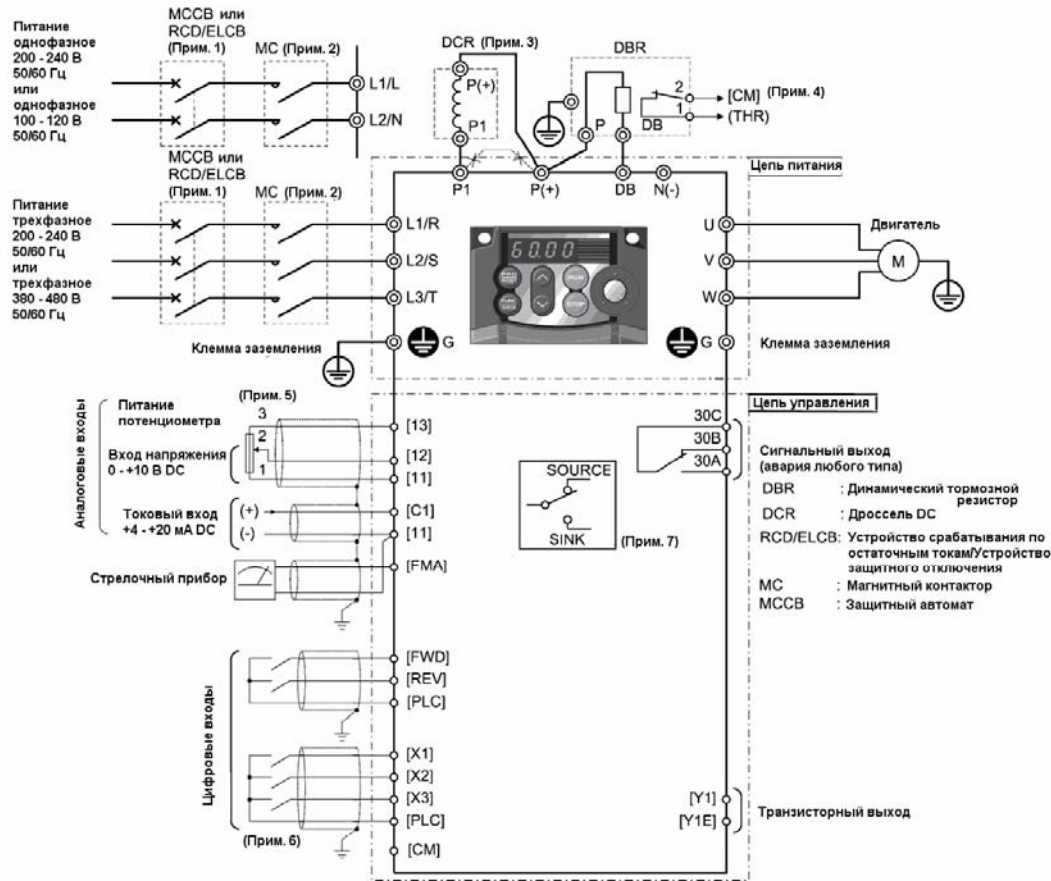 Питание
однофазное
200 - 240 В
50/60 Гц
или
однофазное
100 - 120 В
50/60 Гц
MCCB или
RCD/ELCB
(Прим. 1)
MC (Прим. 2)
L1/L
L2/N
DCR (Прим. 3)
P(+)
P1
DBR
P
DB
2
1
[CM] (Прим. 4)
(THR)
Цепь питания
P1
P(+)
DB
N(-)
Питание
трехфазное
200 - 240 В
50/60 Гц
или
трехфазное
380 - 480 В
50/60 Гц
MCCB или
RCD/ELCB
(Прим. 1)
MC (Прим. 2)
L1/R
L2/S
L3/T
G
Клемма заземления
60.00
RUN
STOP
U
V
W
G
Двигатель
M
Клемма заземления
Цепь управления
Аналоговые входы
Питание
потенциометра
(Прим. 5)
3
2
1
Вход напряжения
0 - +10 В DC
Токовый вход
+4 - +20 мА DC
(+)
(-)
Стрелочный прибор
[13]
[12]
[11]
[C1]
[11]
[FMA]
SOURCE
SINK
(Прим. 7)
30C
30B
30A
Сигнальный выход
(авария любого типа)
DBR : Динамический тормозной
резистор
DCR : Дроссель DC
RCD/ELCB: Устройство срабатывания по
остаточным токам/Устройство
защитного отключения
MC : Магнитный контактор
MCCB : Защитный автомат
Цифровые входы
[FWD]
[REV]
[PLC]
[X1]
[X2]
[X3]
[PLC]
(Прим. 6)
[CM]
[Y1]
[Y1E]
Транзисторный выход